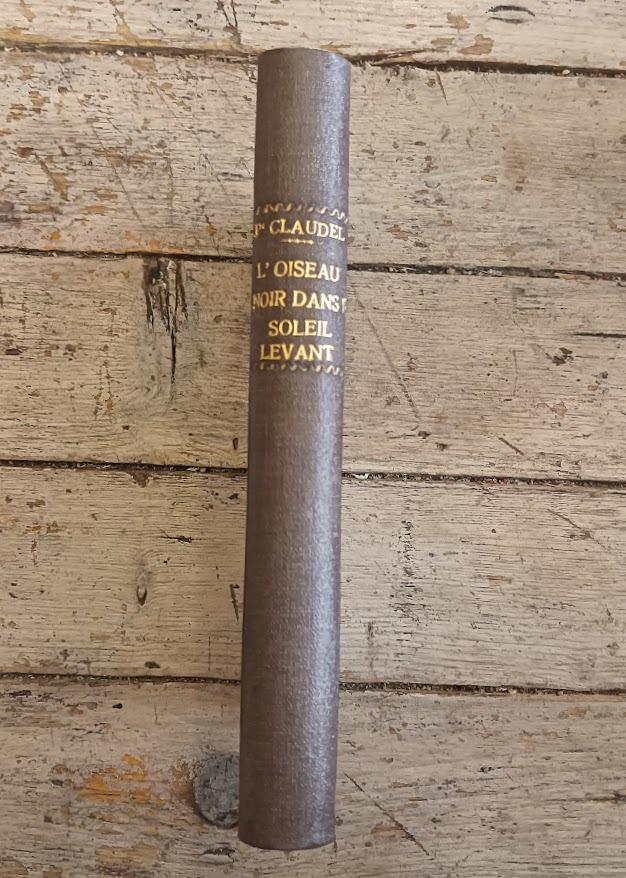 CLAUDEL
L'OISEAU
NOIR DANS
SOLEIL
LEVANT